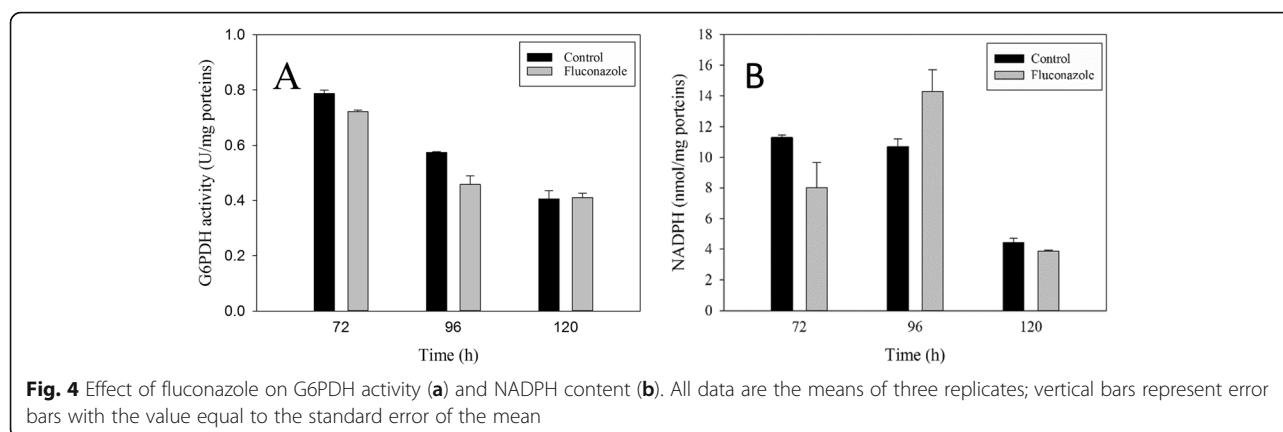 A
Control
Fluconazole
1.0
0.8
0.6
0.4
0.2
0.0
G6PDH activity (U/mg porteins)
72 96 120
Time (h)
B
Control
Fluconazole
18
16
14
12
10
8
6
4
2
0
NADPH (nmol/mg porteins)
72 96 120
Time (h)
Fig. 4 Effect of fluconazole on G6PDH activity (a) and NADPH content (b). All data are the means of three replicates; vertical bars represent error
bars with the value equal to the standard error of the mean